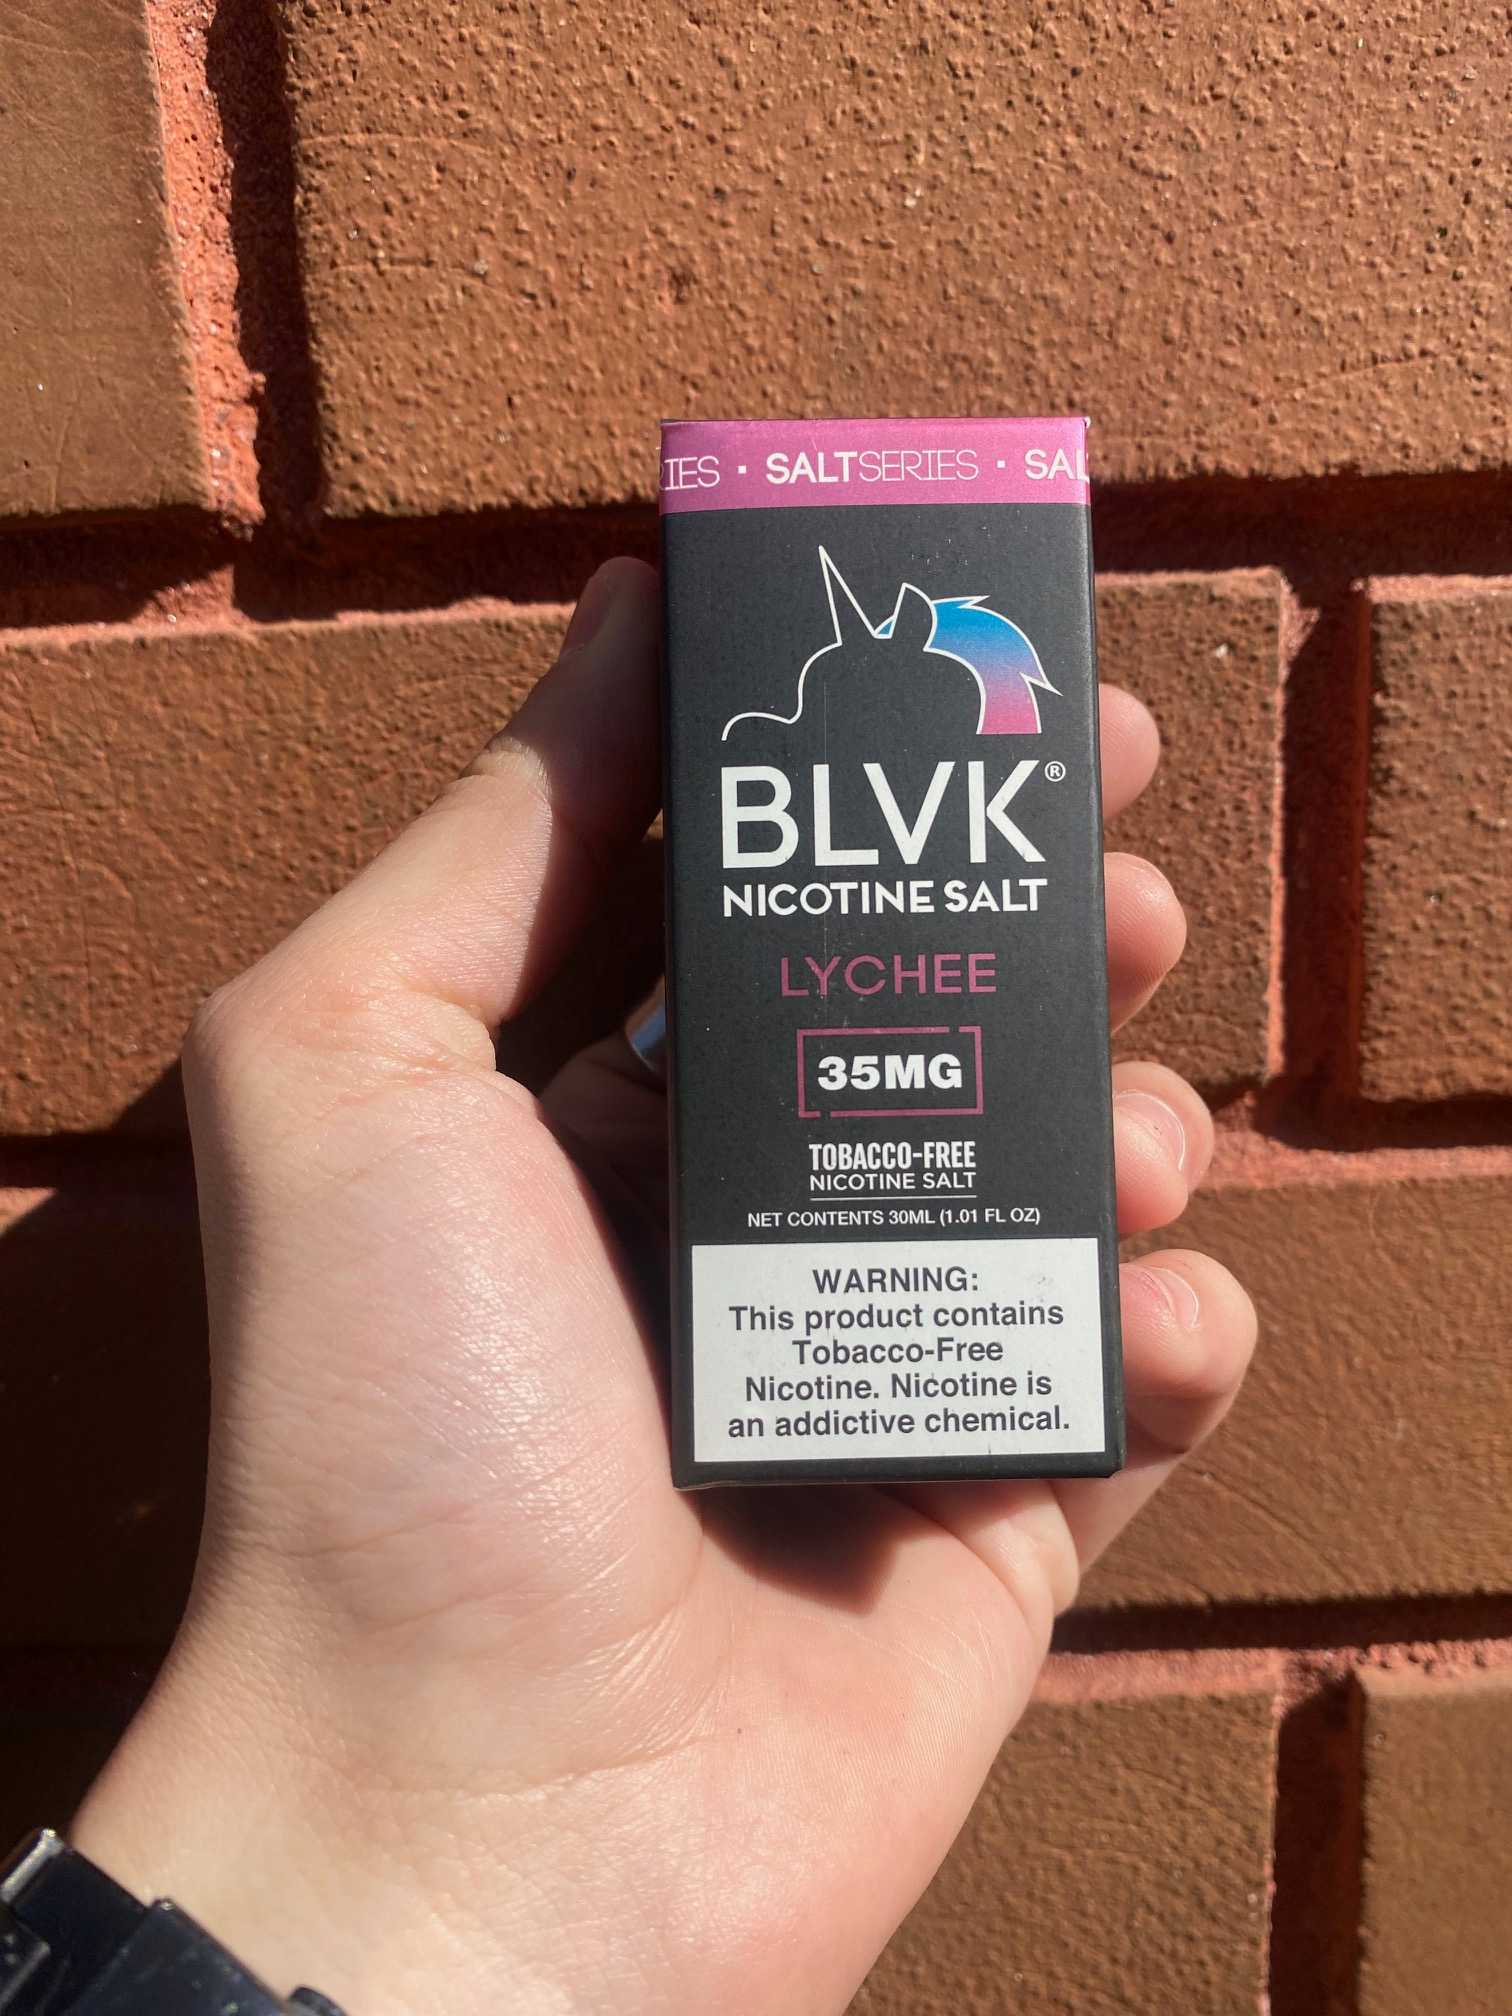 IES · SALTSERIES · SAL
BLVK®
NICOTINE SALT
LYCHEE
35MG
TOBACCO-FREE
NICOTINE SALT
NET CONTENTS 30ML (1.01 FL OZ)
WARNING:
This product contains
Tobacco-Free
Nicotine. Nicotine is
an addictive chemical.